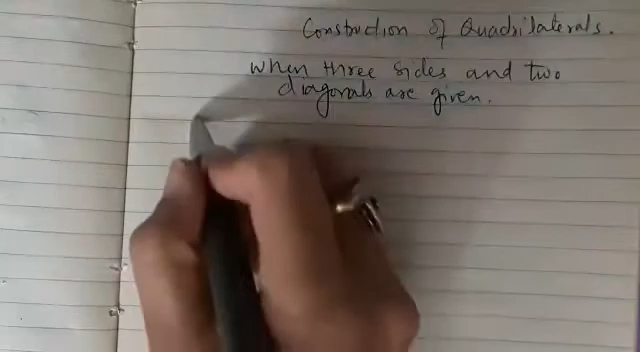 Construction of Quadrilaterals.
When three sides and two
diagonals are given.